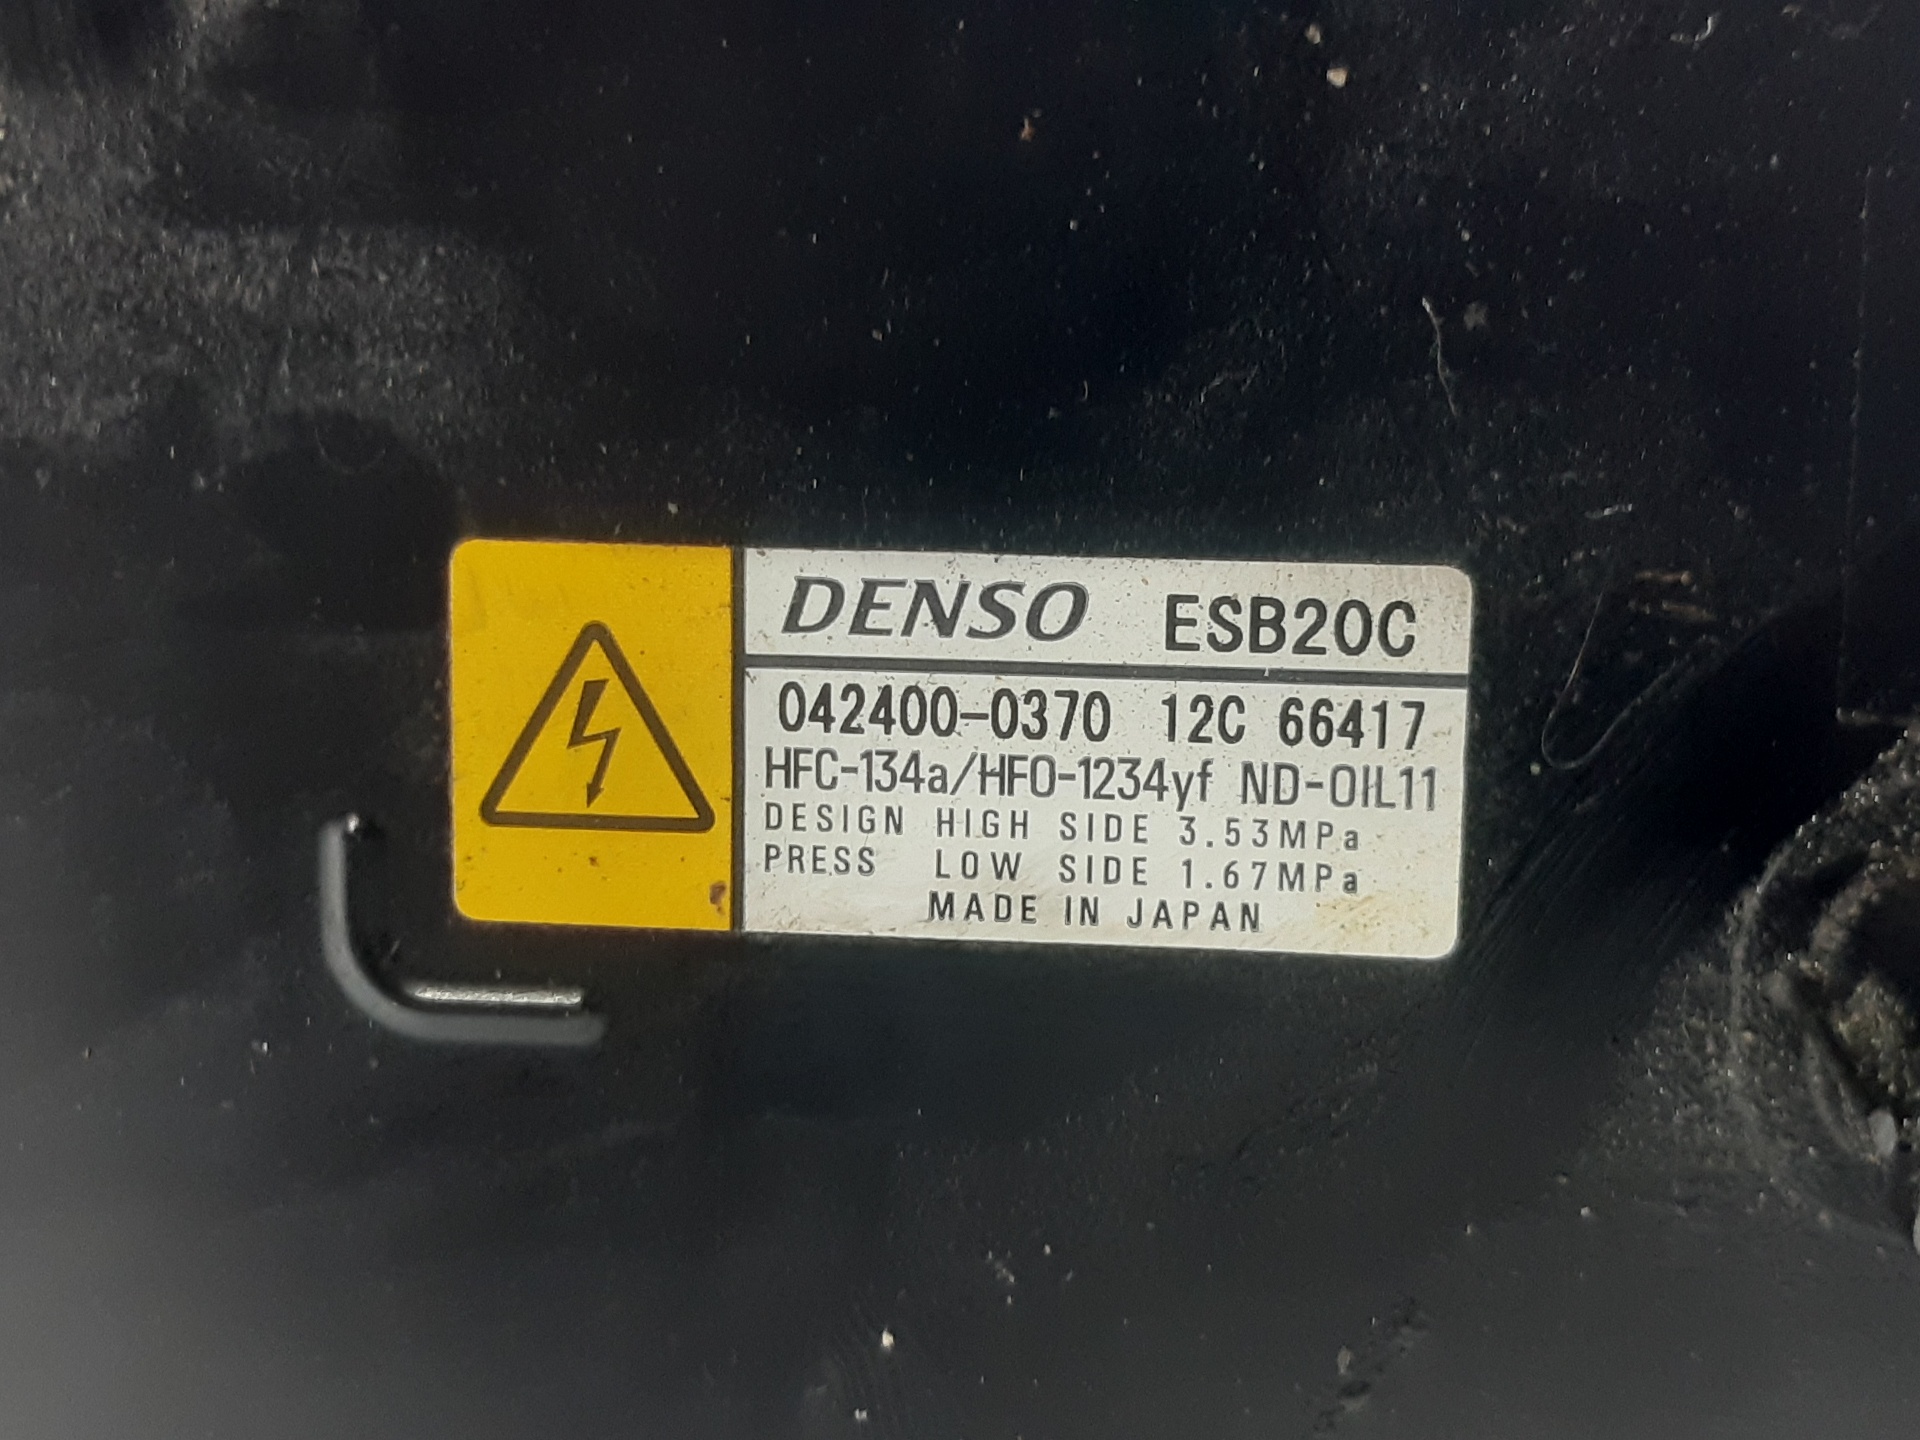 DENSO ESB20C
042400-0370 12C 66417
HFC-134a/HFO-1234yf ND-OIL11
DESIGN HIGH SIDE 3.53MPa
PRESS LOW SIDE 1.67MPa
MADE IN JAPAN